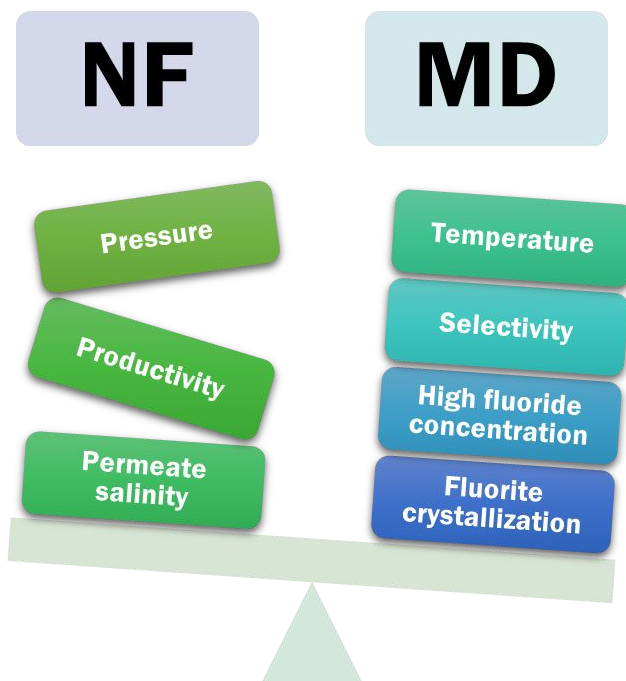 NF
MD
Pressure
Productivity
Permeate
salinity
Temperature
Selectivity
High fluoride
concentration
Fluorite
crystallization